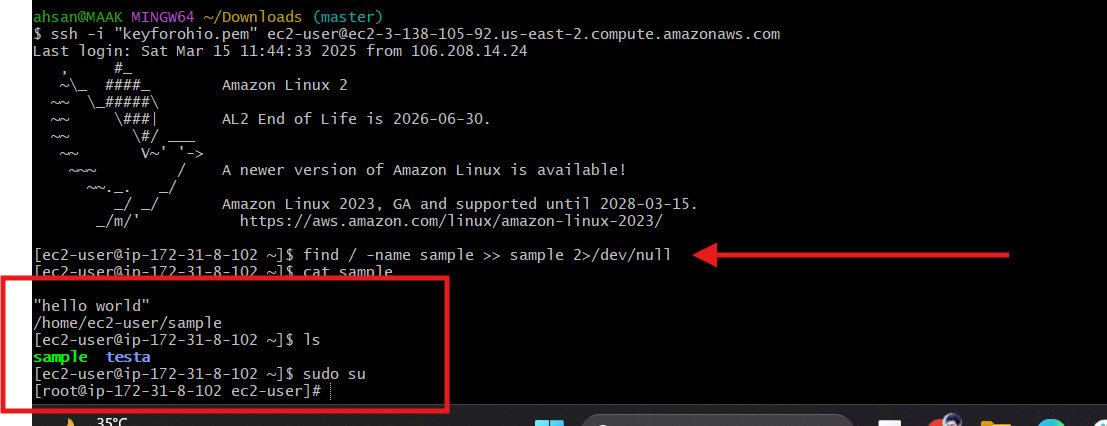 ahsan@MAAK MINGW64 ~/Downloads (master)
$ ssh -i "keyforohio.pem" ec2-user@ec2-3-138-105-92.us-east-2.compute.amazonaws.com
Last login: Sat Mar 15 11:44:33 2025 from 106.208.14.24
   ,     #_
   ~\_  ####_        Amazon Linux 2
  ~~  \_#####\
  ~~     \###|       AL2 End of Life is 2026-06-30.
  ~~       \#/ ___
   ~~       V~' '->
    ~~~         /    A newer version of Amazon Linux is available!
      ~~._.   _/
         _/ _/       Amazon Linux 2023, GA and supported until 2028-03-15.
       _/m/'           https://aws.amazon.com/linux/amazon-linux-2023/
[ec2-user@ip-172-31-8-102 ~]$ find / -name sample >> sample 2>/dev/null
[ec2-user@ip-172-31-8-102 ~]$ cat sample
"hello world"
/home/ec2-user/sample
[ec2-user@ip-172-31-8-102 ~]$ ls
sample  testa
[ec2-user@ip-172-31-8-102 ~]$ sudo su
[root@ip-172-31-8-102 ec2-user]#
35°C